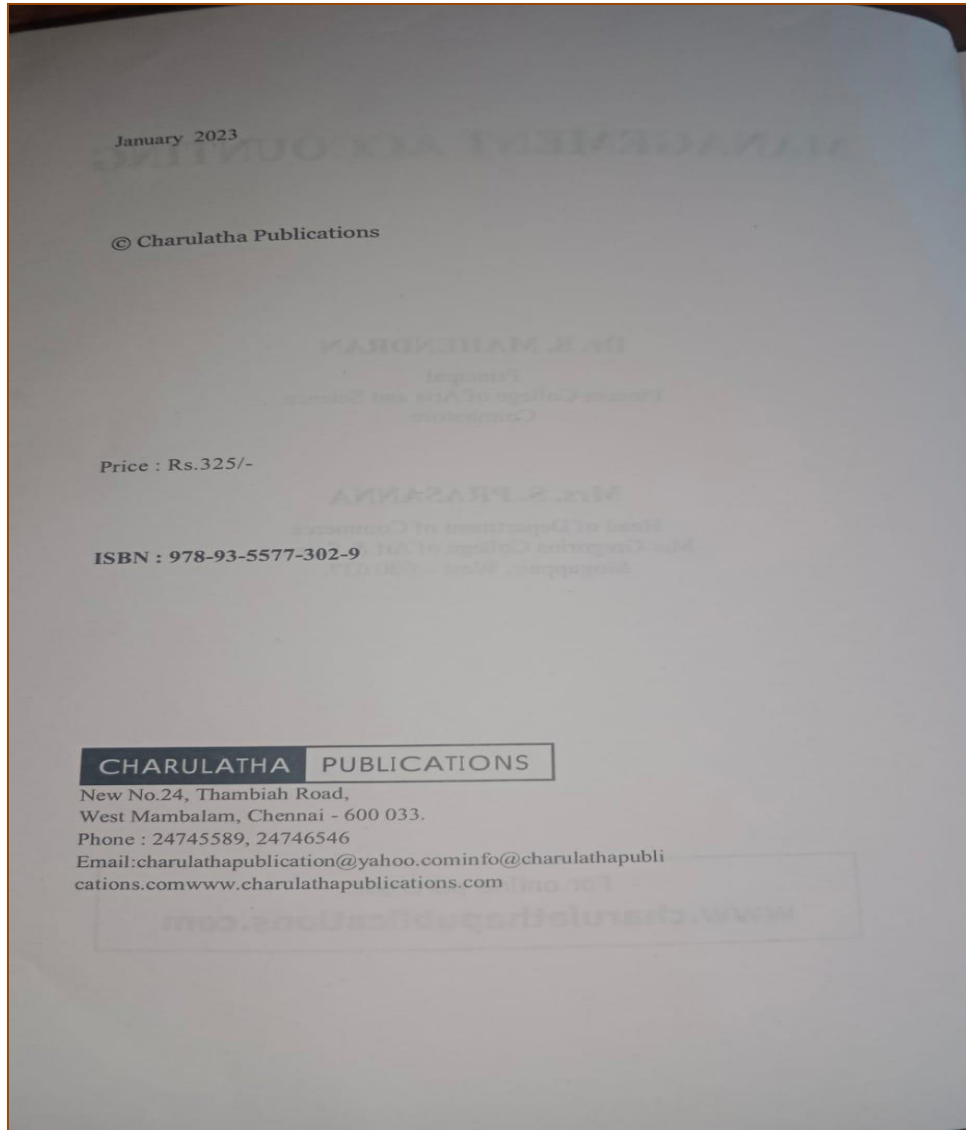 January 2023
© Charulatha Publications
Price : Rs.325/-
ISBN : 978-93-5577-302-9
CHARULATHA PUBLICATIONS
New No.24, Thambiah Road,
West Mambalam, Chennai - 600 033.
Phone : 24745589, 24746546
Email:charulathapublication@yahoo.cominfo@charulathapubli
cations.comwww.charulathapublications.com